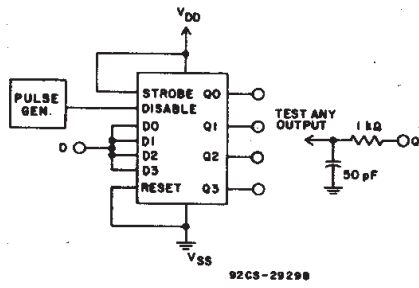 VDD
PULSE
GEN.
STROBE
DISABLE
D
D0
D1
D2
D3
RESET
Q0
Q1
Q2
Q3
TEST ANY
OUTPUT
1 kΩ
Q
50 pF
VSS
92CS-29298